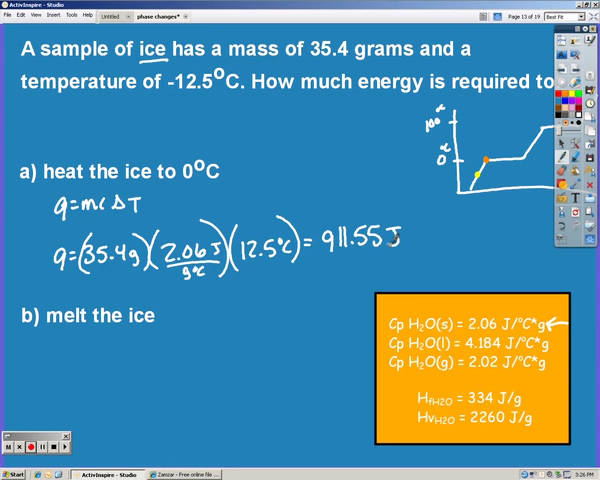 ActivInspire - Studio
File Edit View Tools Insert Help
Untitled
phase changes*
Page 13 of 19
Best Fit
A sample of ice has a mass of 35.4 grams and a
temperature of -12.5⁰C. How much energy is required to
100°C
0°C
a) heat the ice to 0⁰C
q=mcΔT
q=(35.4g)(2.06J/g°C)(12.5°C)=911.55J
b) melt the ice
Cp H₂O(s) = 2.06 J/°C*g
Cp H₂O(l) = 4.184 J/°C*g
Cp H₂O(g) = 2.02 J/°C*g
HfH2O = 334 J/g
HvH2O = 2260 J/g
M
Start
ActivInspire - Studio
Zamzar - Free online file ...
3:26 PM